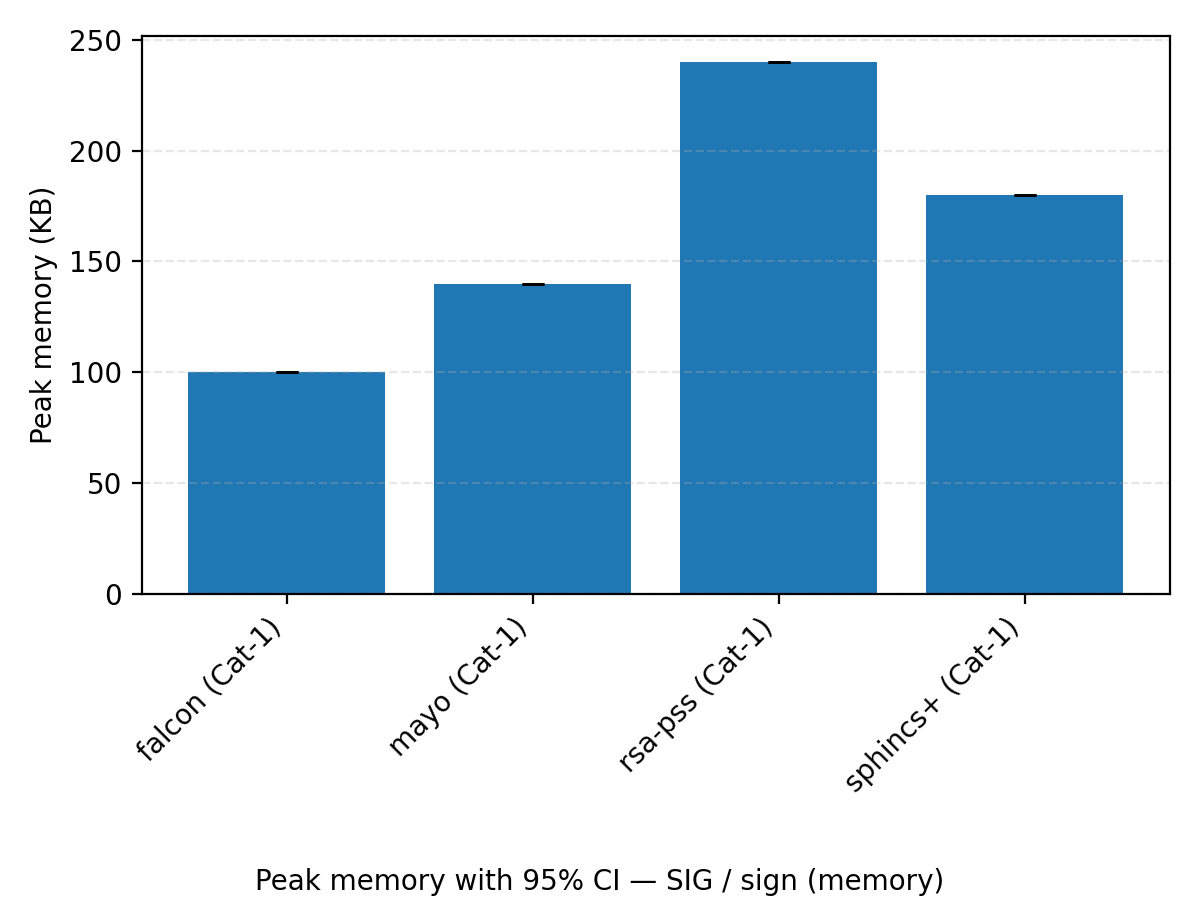 250
200
150
100
50
0
Peak memory (KB)
falcon (Cat-1)
mayo (Cat-1)
rsa-pss (Cat-1)
sphincs+ (Cat-1)
Peak memory with 95% CI — SIG / sign (memory)